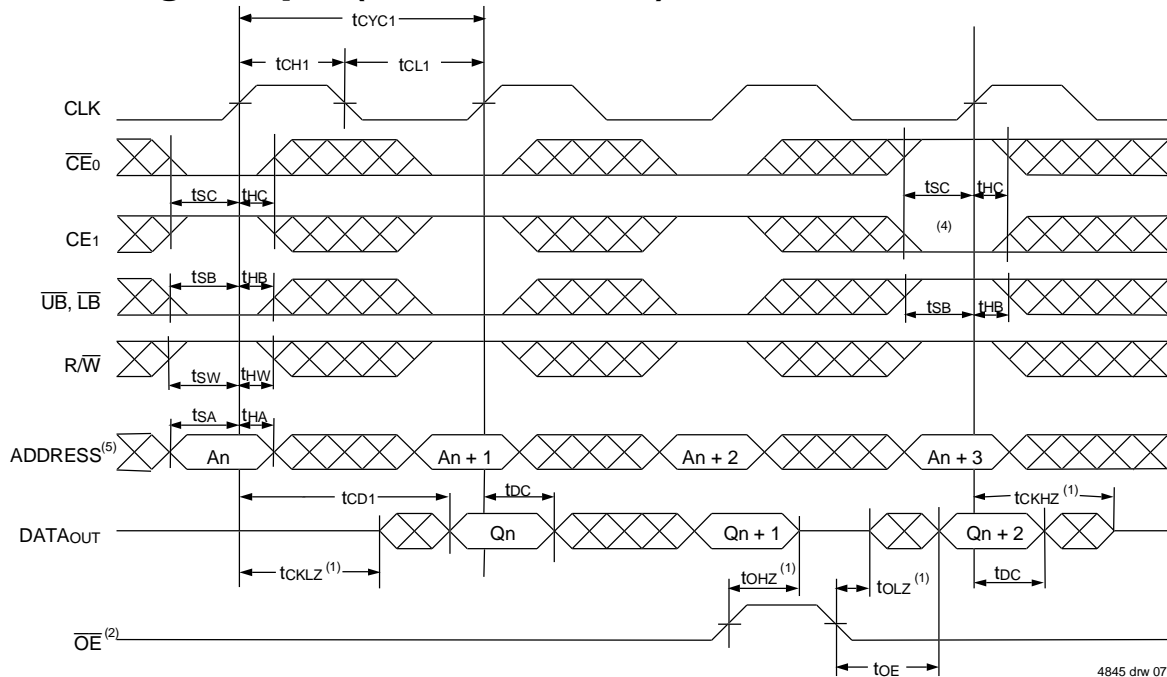 tCYC1
tCH1
tCL1
CLK
CE0
tSC
tHC
tSC
tHC
CE1
(4)
tSB
tHB
UB, LB
tSB
tHB
R/W
tSW
tHW
tSA
tHA
ADDRESS(5)
An
An + 1
An + 2
An + 3
tCD1
tDC
tCKHZ (1)
DATAOUT
Qn
Qn + 1
Qn + 2
tCKLZ (1)
tOHZ (1)
tOLZ (1)
tDC
OE (2)
tOE
4845 drw 07